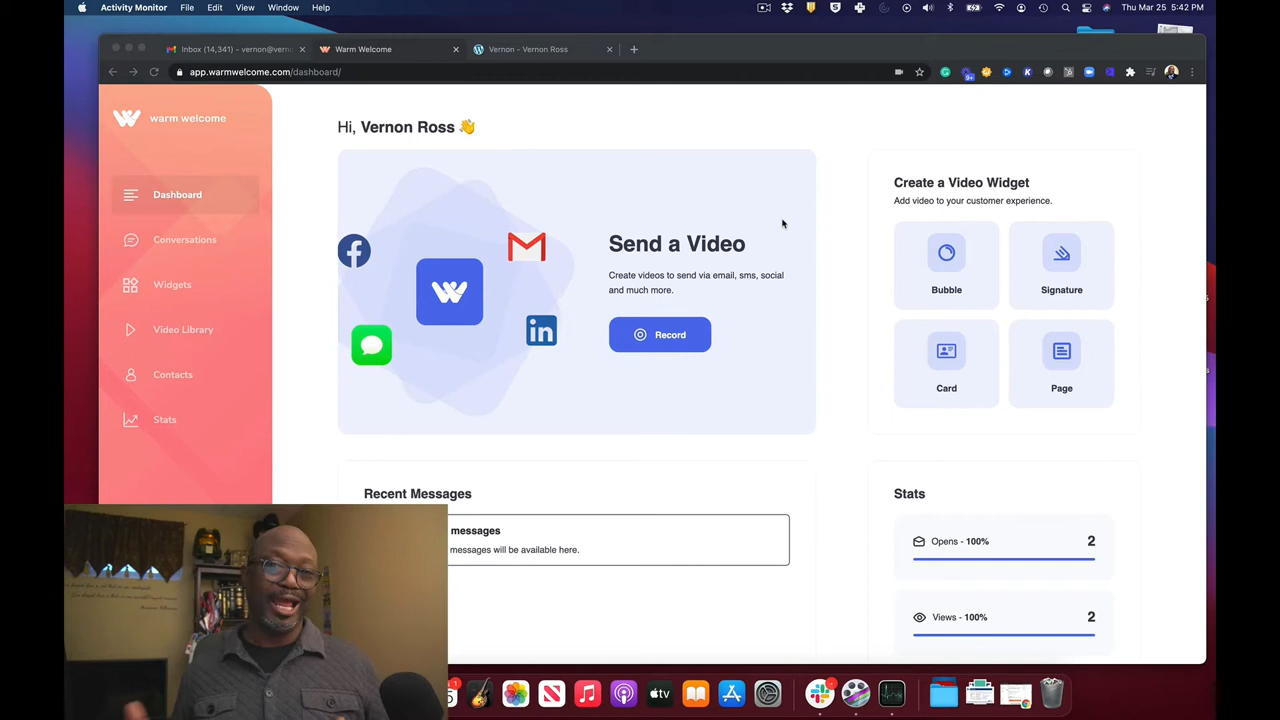 Activity Monitor File Edit View Window Help
Thu Mar 25 5:42 PM
Inbox (14,341) - vernon@verno
Warm Welcome
Vernon - Vernon Ross
app.warmwelcome.com/dashboard/
9+
warm welcome
Dashboard
Conversations
Widgets
Video Library
Contacts
Stats
Hi, Vernon Ross 👋
Send a Video
Create videos to send via email, sms, social
and much more.
Record
Create a Video Widget
Add video to your customer experience.
Bubble
Signature
Card
Page
Recent Messages
messages
messages will be available here.
Stats
Opens - 100% 2
Views - 100% 2
tv